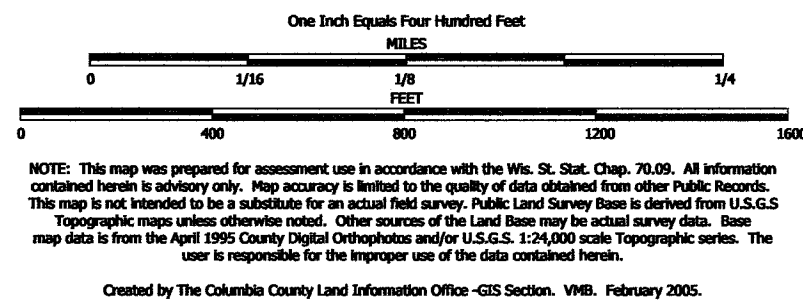 One Inch Equals Four Hundred Feet
MILES
0 1/16 1/8 1/4
FEET
0 400 800 1200 1600
NOTE: This map was prepared for assessment use in accordance with the Wis. St. Stat. Chap. 70.09. All information
contained herein is advisory only. Map accuracy is limited to the quality of data obtained from other Public Records.
This map is not intended to be a substitute for an actual field survey. Public Land Survey Base is derived from U.S.G.S
Topographic maps unless otherwise noted. Other sources of the Land Base may be actual survey data. Base
map data is from the April 1995 County Digital Orthophotos and/or U.S.G.S. 1:24,000 scale Topographic series. The
user is responsible for the improper use of the data contained herein.
Created by The Columbia County Land Information Office -GIS Section. VMB. February 2005.